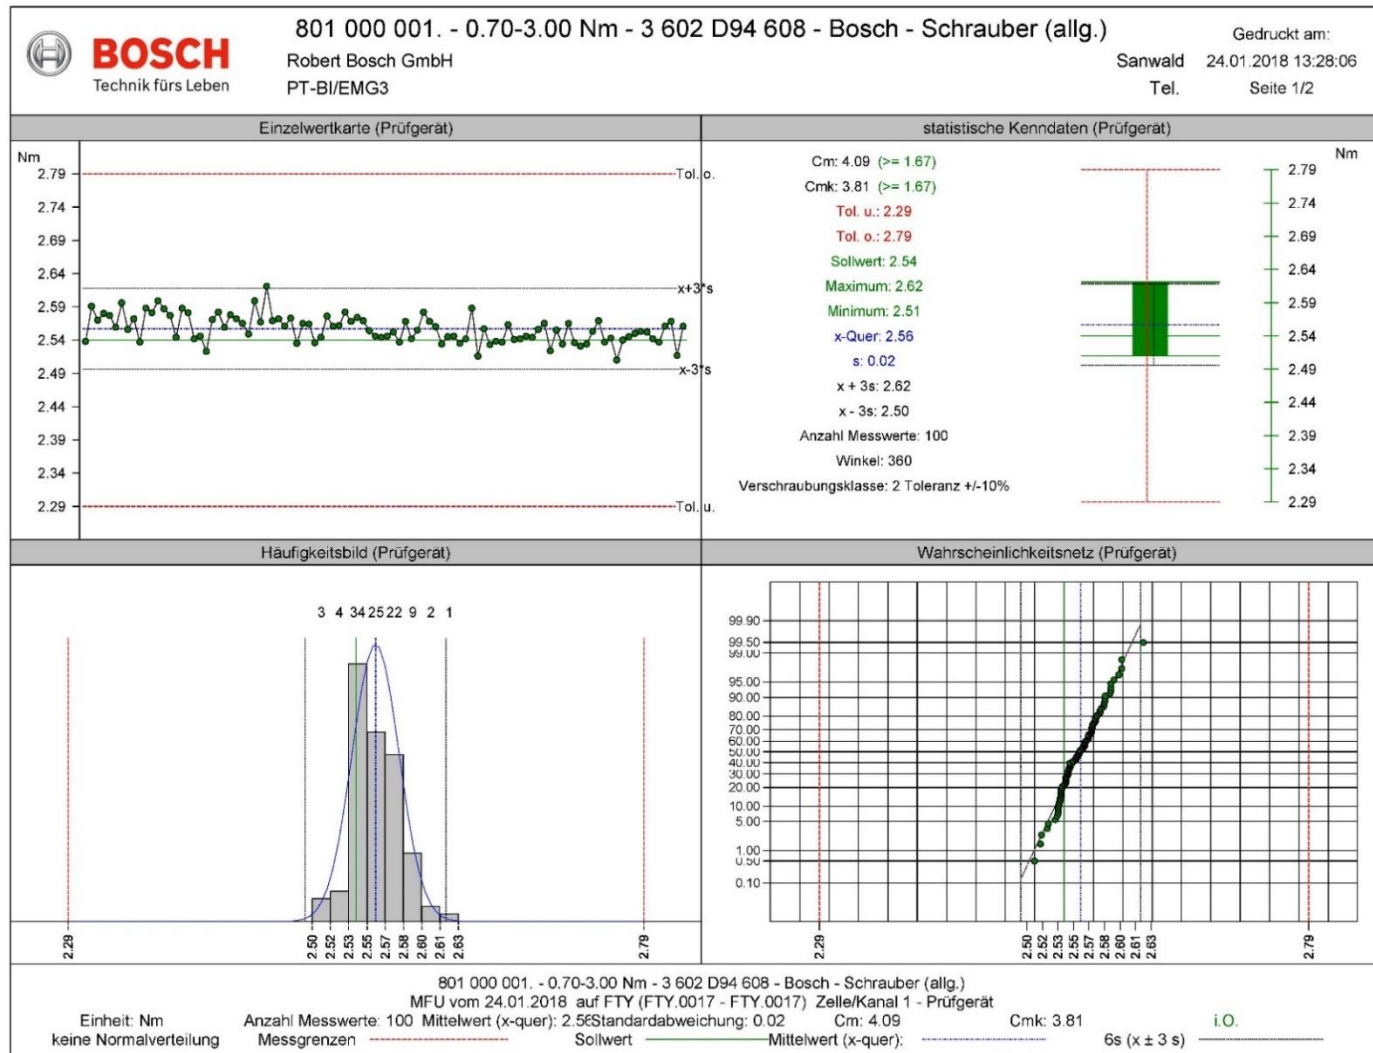 801 000 001. - 0.70-3.00 Nm - 3 602 D94 608 - Bosch - Schrauber (allg.)
BOSCH
Technik fürs Leben
Robert Bosch GmbH
PT-BI/EMG3
Gedruckt am:
Sanwald 24.01.2018 13:28:06
Tel. Seite 1/2
Einzelwertkarte (Prüfgerät)
Nm
2.79
2.74
2.69
2.64
2.59
2.54
2.49
2.44
2.39
2.34
2.29
Tol. o.
x+3*s
x-3*s
Tol. u.
statistische Kenndaten (Prüfgerät)
Cm: 4.09 (>= 1.67)
Cmk: 3.81 (>= 1.67)
Tol. u.: 2.29
Tol. o.: 2.79
Sollwert: 2.54
Maximum: 2.62
Minimum: 2.51
x-Quer: 2.56
s: 0.02
x + 3s: 2.62
x - 3s: 2.50
Anzahl Messwerte: 100
Winkel: 360
Verschraubungsklasse: 2 Toleranz +/-10%
Nm
2.79
2.74
2.69
2.64
2.59
2.54
2.49
2.44
2.39
2.34
2.29
Häufigkeitsbild (Prüfgerät)
3 4 34 25 22 9 2 1
2.29 2.50 2.52 2.53 2.55 2.57 2.58 2.60 2.61 2.63 2.79
Wahrscheinlichkeitsnetz (Prüfgerät)
99.90
99.50
99.00
95.00
90.00
80.00
70.00
60.00
50.00
40.00
30.00
20.00
10.00
5.00
1.00
0.50
0.10
2.29 2.50 2.52 2.53 2.55 2.57 2.58 2.60 2.61 2.63 2.79
801 000 001. - 0.70-3.00 Nm - 3 602 D94 608 - Bosch - Schrauber (allg.)
MFU vom 24.01.2018 auf FTY (FTY.0017 - FTY.0017) Zelle/Kanal 1 - Prüfgerät
Einheit: Nm Anzahl Messwerte: 100 Mittelwert (x-quer): 2.56 Standardabweichung: 0.02 Cm: 4.09 Cmk: 3.81 i.O.
keine Normalverteilung Messgrenzen Sollwert Mittelwert (x-quer): 6s (x ± 3 s)